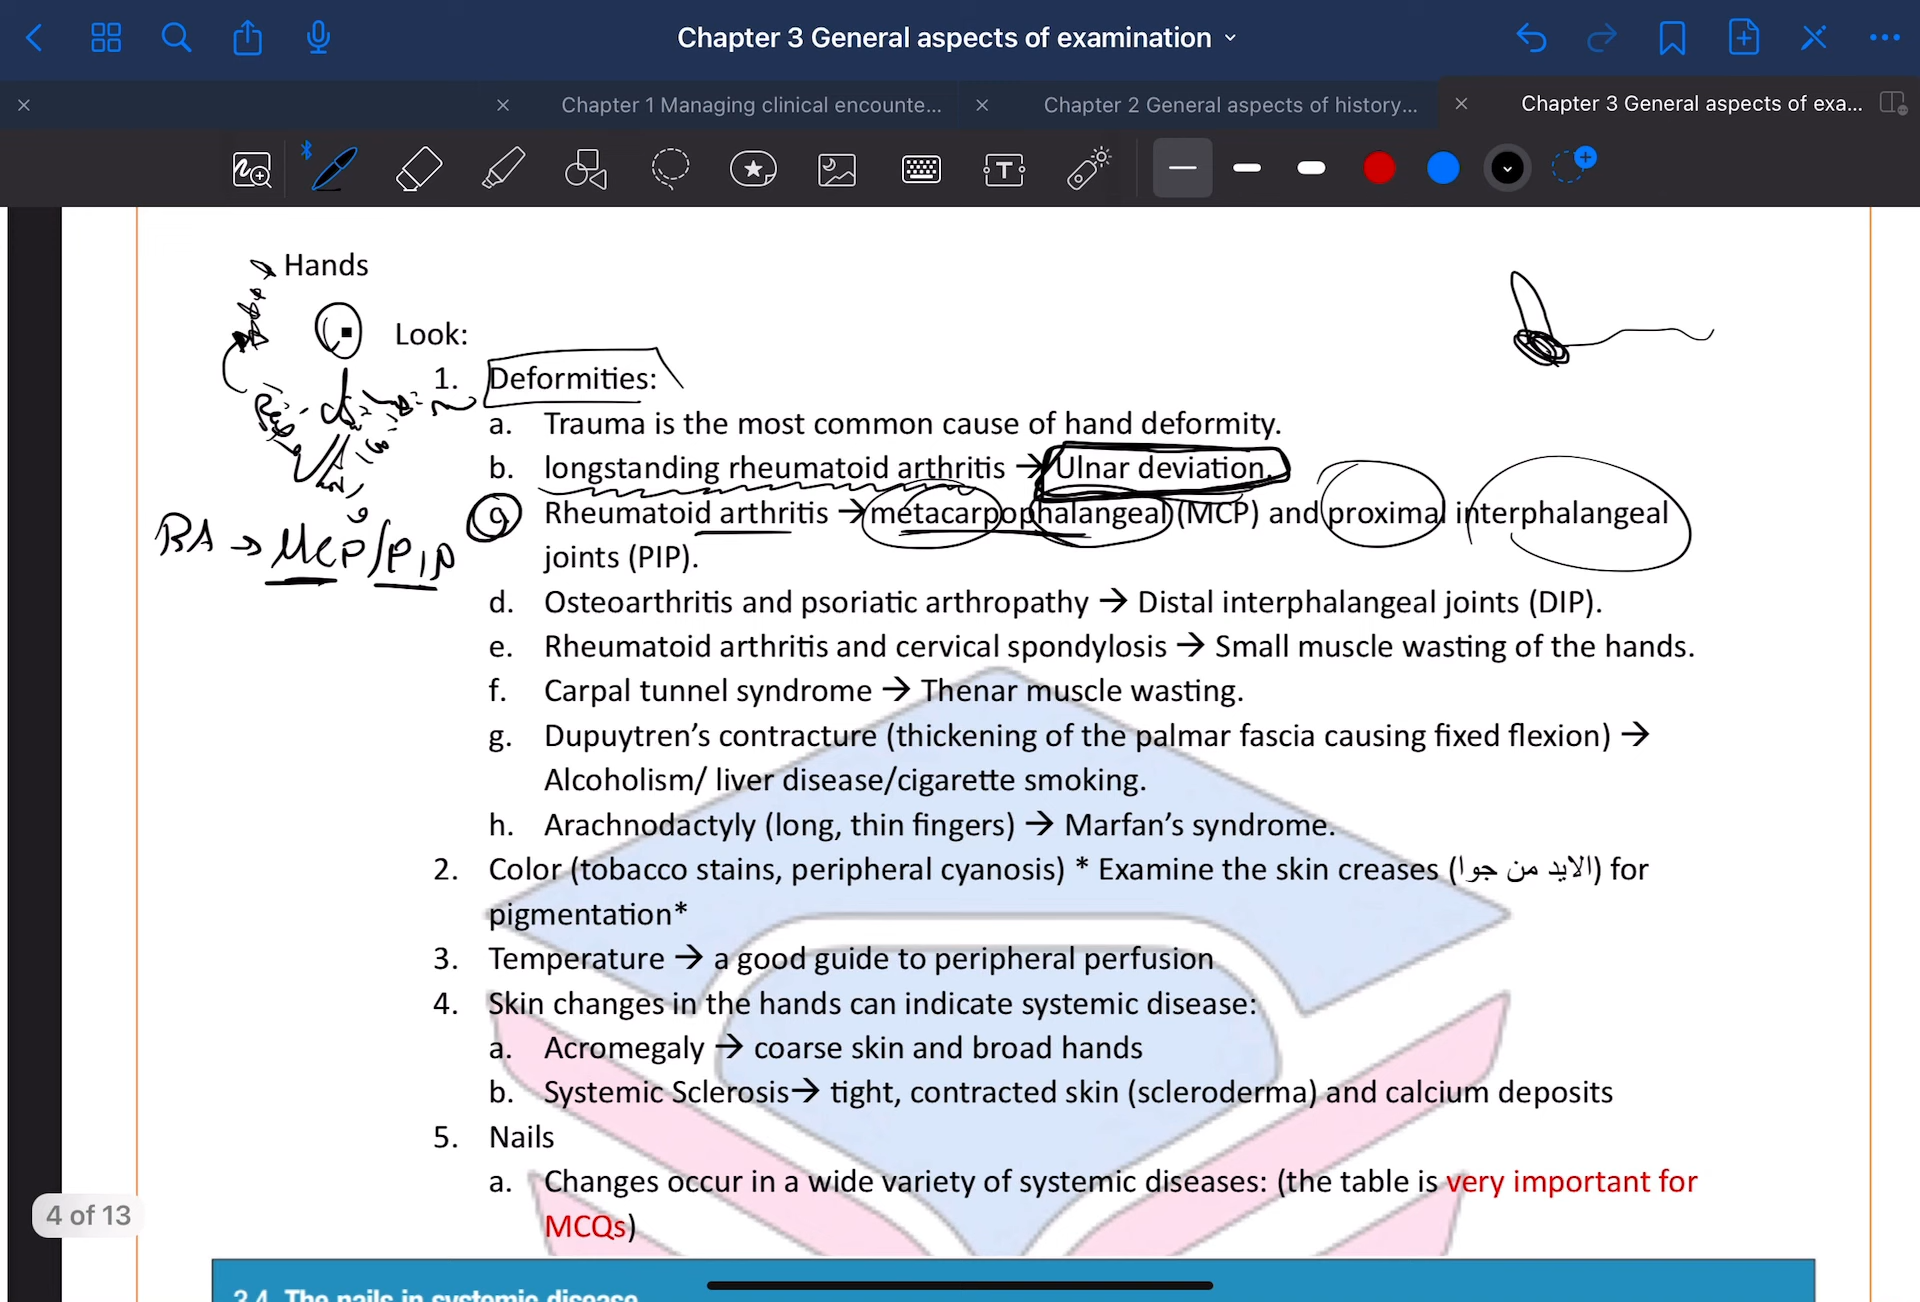 Chapter 3 General aspects of examination
Chapter 1 Managing clinical encounte...
Chapter 2 General aspects of history...
Chapter 3 General aspects of exa...
Hands
Look:
1. Deformities:
a. Trauma is the most common cause of hand deformity.
b. longstanding rheumatoid arthritis → Ulnar deviation.
Rheumatoid arthritis → metacarpophalangeal (MCP) and proximal interphalangeal
joints (PIP).
RA → MCP/PIP
d. Osteoarthritis and psoriatic arthropathy → Distal interphalangeal joints (DIP).
e. Rheumatoid arthritis and cervical spondylosis → Small muscle wasting of the hands.
f. Carpal tunnel syndrome → Thenar muscle wasting.
g. Dupuytren’s contracture (thickening of the palmar fascia causing fixed flexion) →
Alcoholism/ liver disease/cigarette smoking.
h. Arachnodactyly (long, thin fingers) → Marfan’s syndrome.
2. Color (tobacco stains, peripheral cyanosis) * Examine the skin creases (الايد من جوا) for
pigmentation*
3. Temperature → a good guide to peripheral perfusion
4. Skin changes in the hands can indicate systemic disease:
a. Acromegaly → coarse skin and broad hands
b. Systemic Sclerosis→ tight, contracted skin (scleroderma) and calcium deposits
5. Nails
a. Changes occur in a wide variety of systemic diseases: (the table is very important for
MCQs)
4 of 13
3.4 The nails in systemic disease